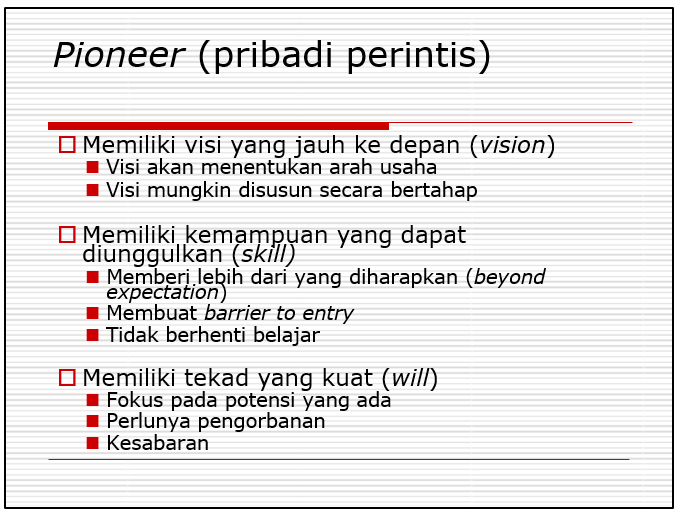 Pioneer (pribadi perintis)
Memiliki visi yang jauh ke depan (vision)
Visi akan menentukan arah usaha
Visi mungkin disusun secara bertahap
Memiliki kemampuan yang dapat
diunggulkan (skill)
Memberi lebih dari yang diharapkan (beyond
expectation)
Membuat barrier to entry
Tidak berhenti belajar
Memiliki tekad yang kuat (will)
Fokus pada potensi yang ada
Perlunya pengorbanan
Kesabaran